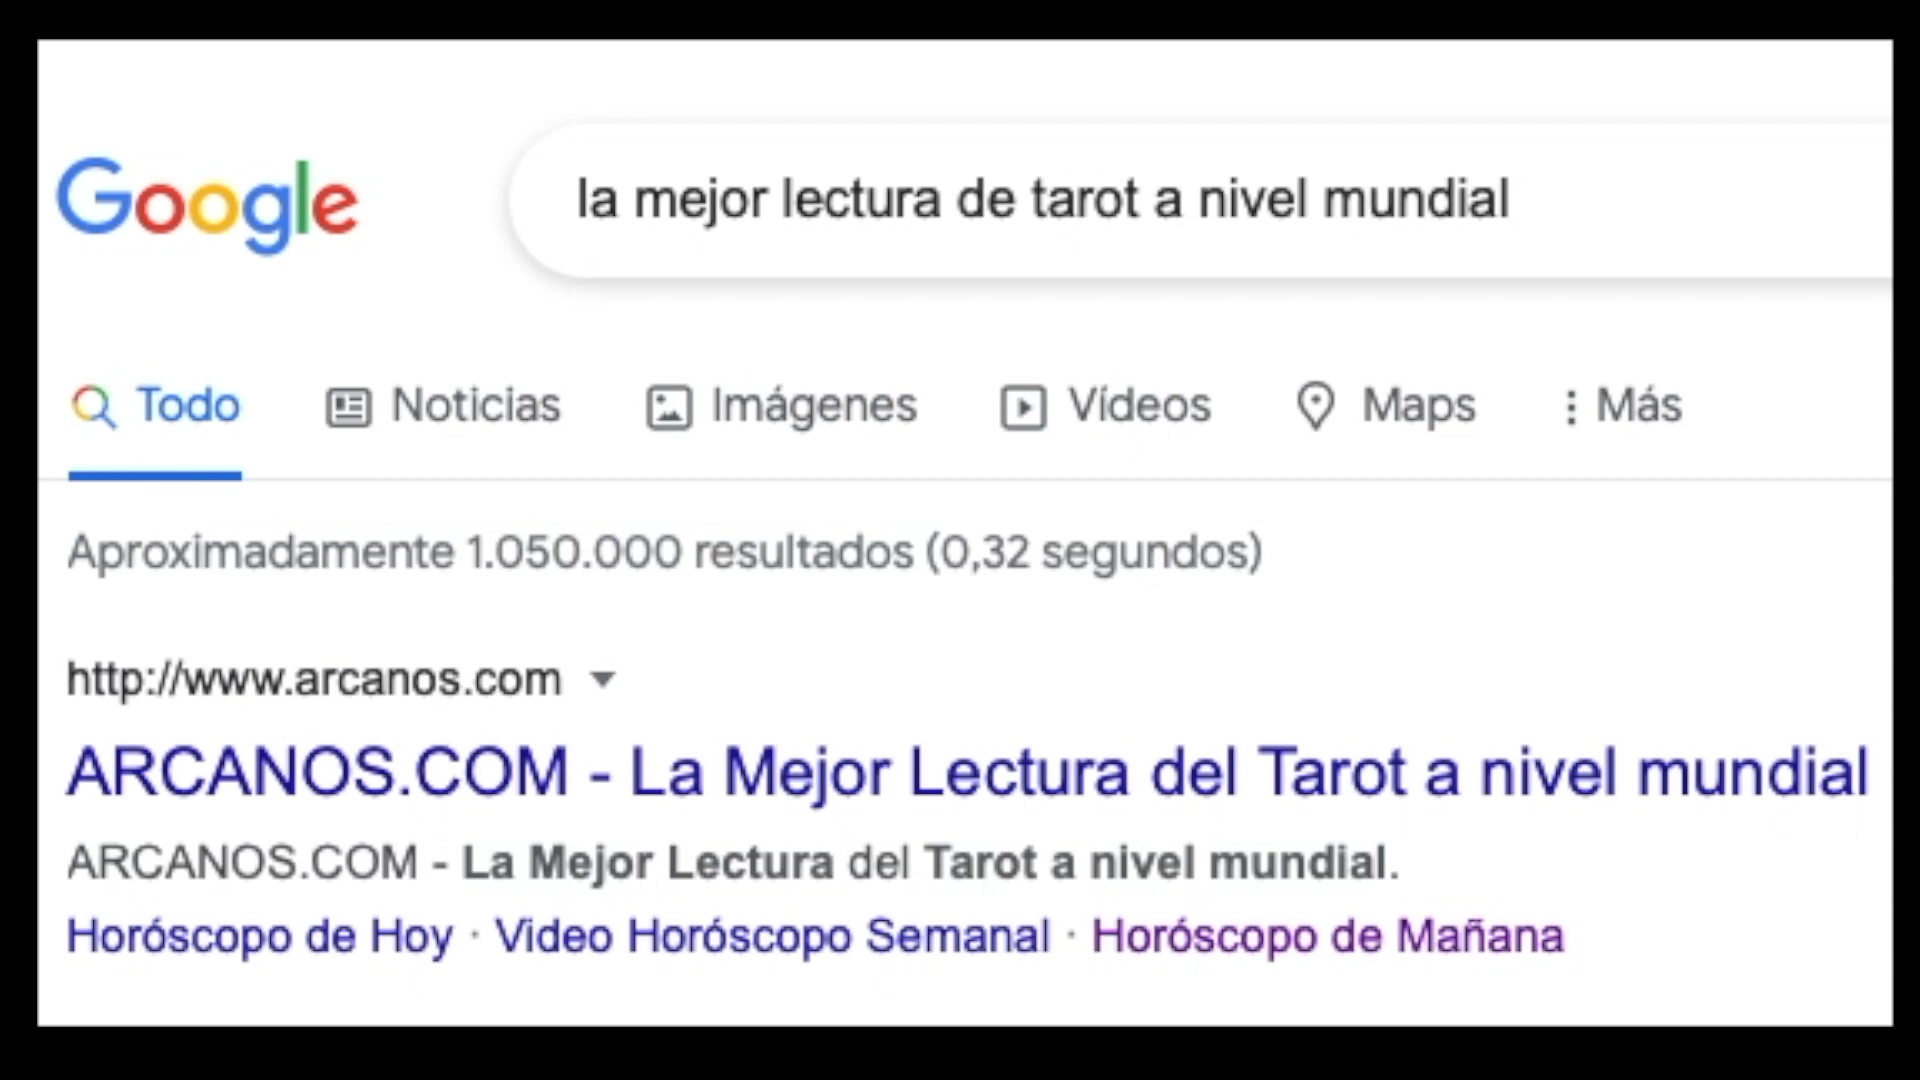 Google
la mejor lectura de tarot a nivel mundial
Todo Noticias Imágenes Vídeos Maps Más
Aproximadamente 1.050.000 resultados (0,32 segundos)
http://www.arcanos.com
ARCANOS.COM - La Mejor Lectura del Tarot a nivel mundial
ARCANOS.COM - La Mejor Lectura del Tarot a nivel mundial.
Horóscopo de Hoy · Video Horóscopo Semanal · Horóscopo de Mañana